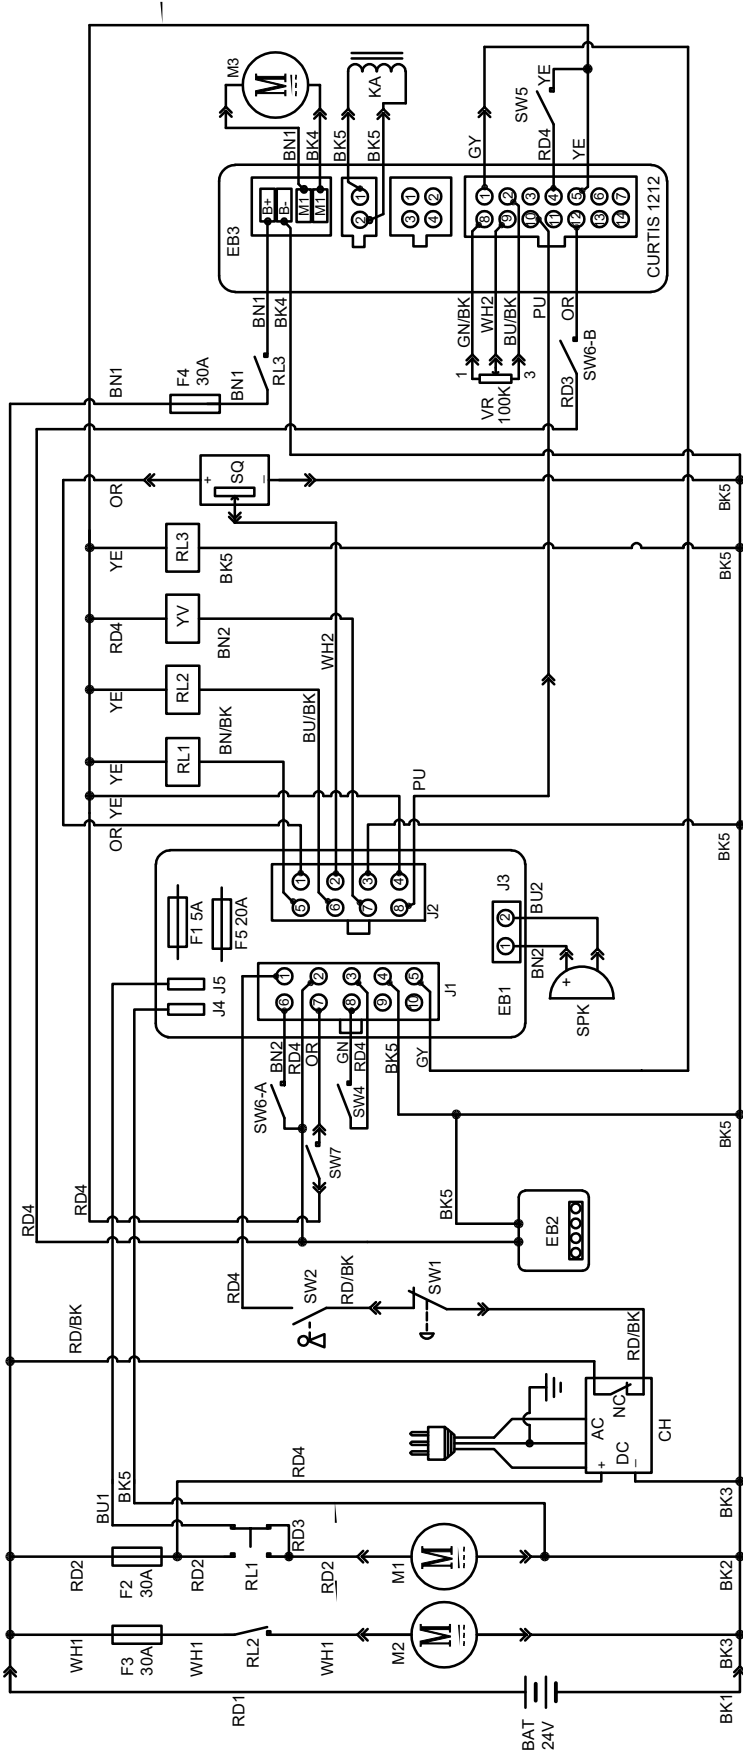 M3
M
BN1
BK4
BK5
KA
BK5
GY
SW5
YE
RD4
YE
EB3
B+
B-
M1
M1
1
2
3
1
4
2
8
1
9
2
10
3
11
4
12
5
13
6
14
7
CURTIS 1212
BN1
BK4
GN/BK
WH2
BU/BK
PU
OR
BN1
F4
30A
BN1
RL3
1
VR
100K
3
RD3
SW6-B
OR
+
SQ
−
BK5
YE
RL3
BK5
BK5
RD4
YV
BN2
WH2
YE
RL2
BU/BK
YE
RL1
BN/BK
OR
YE
PU
BK5
F1 5A
F5 20A
5
1
6
2
7
3
8
4
J2
J3
1
2
BN2
BU2
+
SPK
EB1
J4
J5
6
1
7
2
8
3
9
4
10
5
J1
BN2
RD4
OR
GN
RD4
BK5
GY
SW6-A
SW7
SW4
BK5
BK5
EB2
RD4
RD4
RD4
SW2
RD/BK
SW1
RD/BK
RD/BK
AC
NC
DC
+
−
CH
RD4
BK3
BU1
BK5
RD2
F2
30A
RD2
RL1
RD3
RD2
M1
M
BK2
WH1
F3
30A
WH1
RL2
WH1
M2
M
BK3
RD1
BAT
24V
BK1